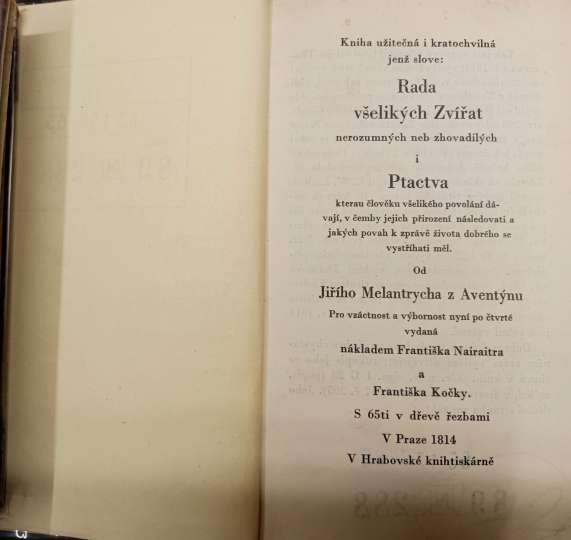 Kniha užitečná i kratochvilná
jenž slove:
Rada
všelikých Zvířat
nerozumných neb zhovadilých
i
Ptactva
kterau člověku všelikého povolání dá-
vají, v čemby jejich přirození následovati a
jakých povah k zprávě života dobrého se
vystříhati měl.
Od
Jiřího Melantrycha z Aventýnu
Pro vzáctnost a výbornost nyní po čtvrté
vydaná
nákladem Františka Nairaitra
a
Františka Kočky.
S 65ti v dřevě řezbami
V Praze 1814
V Hrabovské knihtiskárně